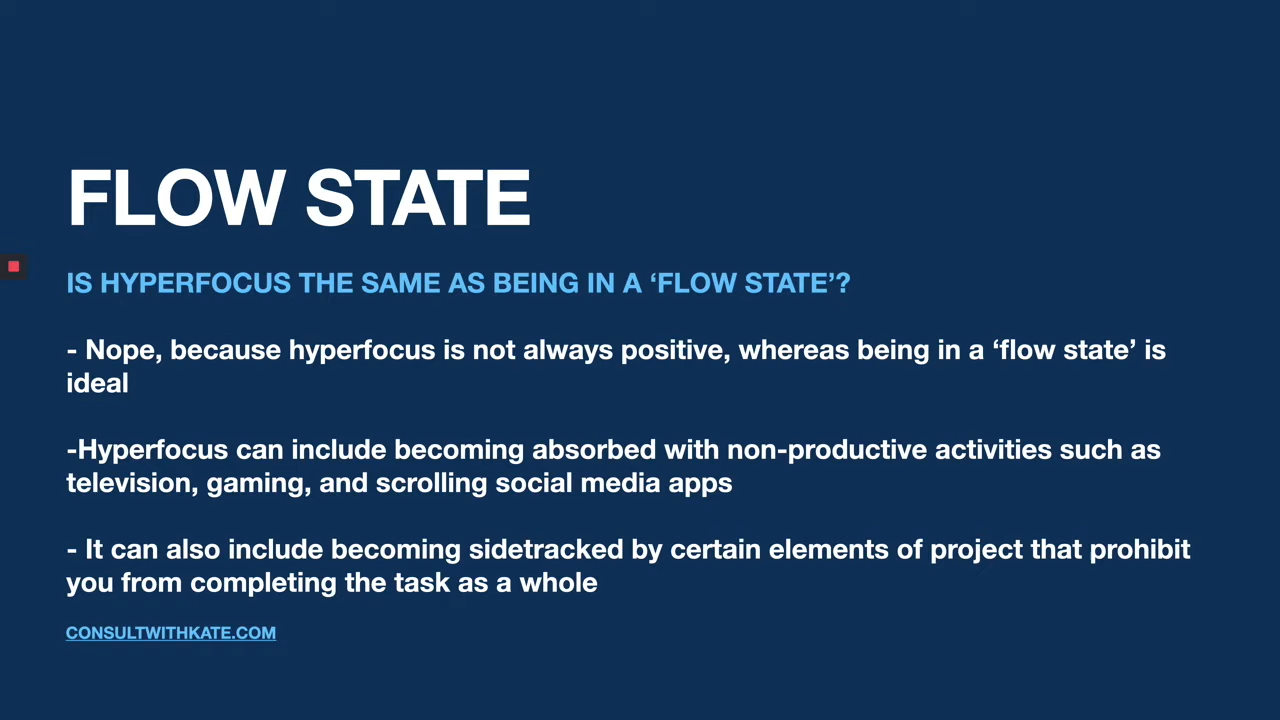 FLOW STATE
IS HYPERFOCUS THE SAME AS BEING IN A ‘FLOW STATE’?
- Nope, because hyperfocus is not always positive, whereas being in a ‘flow state’ is
ideal
-Hyperfocus can include becoming absorbed with non-productive activities such as
television, gaming, and scrolling social media apps
- It can also include becoming sidetracked by certain elements of project that prohibit
you from completing the task as a whole
CONSULTWITHKATE.COM